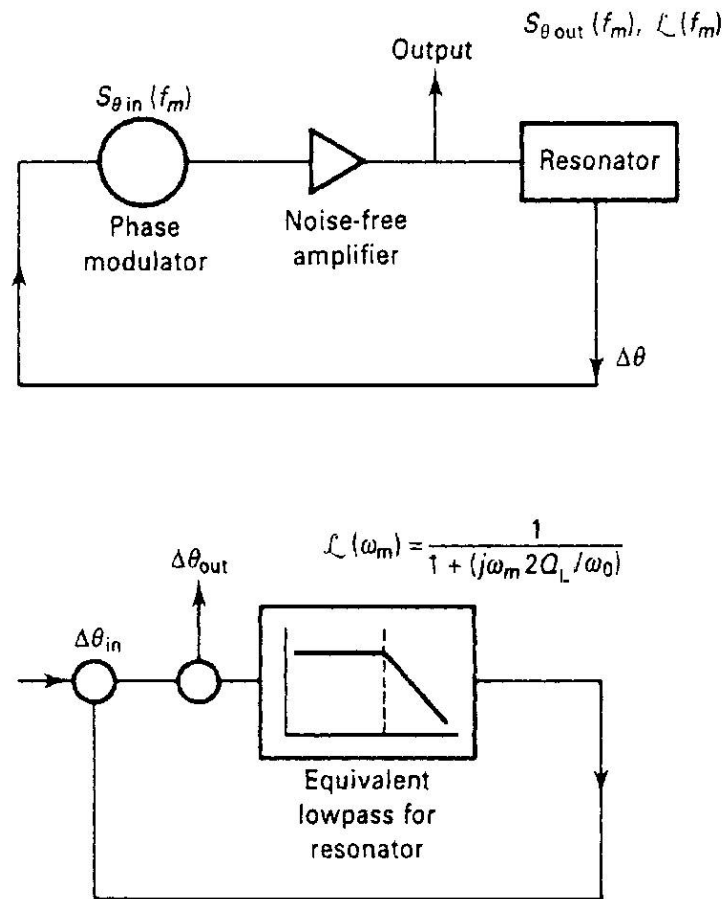 S_θ out (f_m), ℒ(f_m)
Output
S_θ in (f_m)
Resonator
Phase
modulator
Noise-free
amplifier
Δθ
ℒ(ω_m) = 1 / (1 + (jω_m 2Q_L/ω_0))
Δθ_out
Δθ_in
Equivalent
lowpass for
resonator